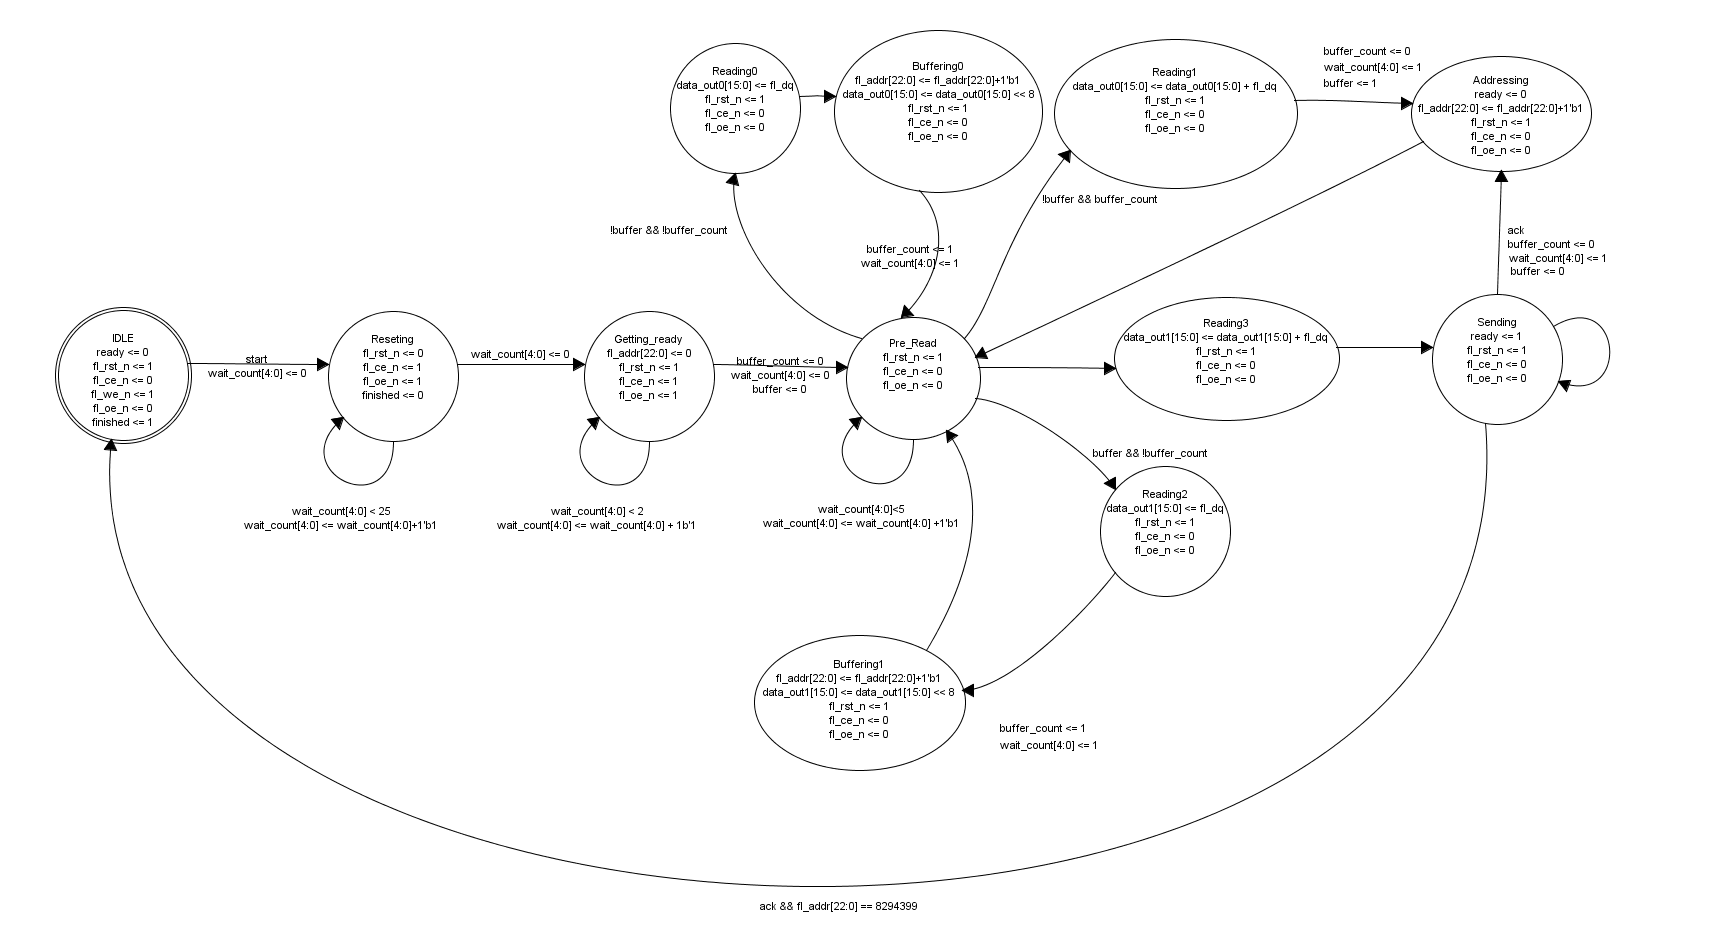 Reading0
data_out0[15:0] <= fl_dq
fl_rst_n <= 1
fl_ce_n <= 0
fl_oe_n <= 0
Buffering0
fl_addr[22:0] <= fl_addr[22:0]+1'b1
data_out0[15:0] <= data_out0[15:0] << 8
fl_rst_n <= 1
fl_ce_n <= 0
fl_oe_n <= 0
Reading1
data_out0[15:0] <= data_out0[15:0] + fl_dq
fl_rst_n <= 1
fl_ce_n <= 0
fl_oe_n <= 0
buffer_count <= 0
wait_count[4:0] <= 1
buffer <= 1
Addressing
ready <= 0
fl_addr[22:0] <= fl_addr[22:0]+1'b1
fl_rst_n <= 1
fl_ce_n <= 0
fl_oe_n <= 0
!buffer && !buffer_count
buffer_count <= 1
wait_count[4:0] <= 1
!buffer && buffer_count
ack
buffer_count <= 0
wait_count[4:0] <= 1
buffer <= 0
IDLE
ready <= 0
fl_rst_n <= 1
fl_ce_n <= 0
fl_we_n <= 1
fl_oe_n <= 0
finished <= 1
start
wait_count[4:0] <= 0
Reseting
fl_rst_n <= 0
fl_ce_n <= 1
fl_oe_n <= 1
finished <= 0
wait_count[4:0] <= 0
Getting_ready
fl_addr[22:0] <= 0
fl_rst_n <= 1
fl_ce_n <= 1
fl_oe_n <= 1
buffer_count <= 0
wait_count[4:0] <= 0
buffer <= 0
Pre_Read
fl_rst_n <= 1
fl_ce_n <= 0
fl_oe_n <= 0
Reading3
data_out1[15:0] <= data_out1[15:0] + fl_dq
fl_rst_n <= 1
fl_ce_n <= 0
fl_oe_n <= 0
Sending
ready <= 1
fl_rst_n <= 1
fl_ce_n <= 0
fl_oe_n <= 0
wait_count[4:0] < 25
wait_count[4:0] <= wait_count[4:0]+1'b1
wait_count[4:0] < 2
wait_count[4:0] <= wait_count[4:0] + 1b'1
wait_count[4:0]<5
wait_count[4:0] <= wait_count[4:0] +1'b1
buffer && !buffer_count
Reading2
data_out1[15:0] <= fl_dq
fl_rst_n <= 1
fl_ce_n <= 0
fl_oe_n <= 0
Buffering1
fl_addr[22:0] <= fl_addr[22:0]+1'b1
data_out1[15:0] <= data_out1[15:0] << 8
fl_rst_n <= 1
fl_ce_n <= 0
fl_oe_n <= 0
buffer_count <= 1
wait_count[4:0] <= 1
ack && fl_addr[22:0] == 8294399